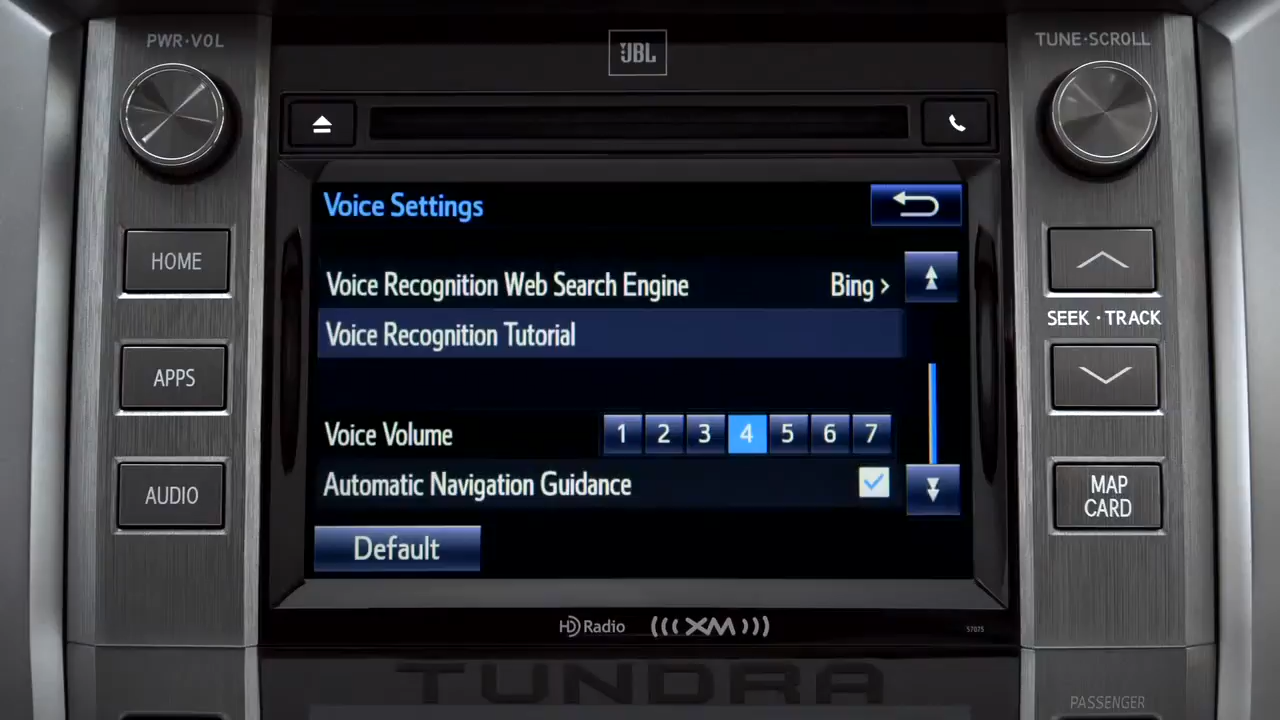 PWR·VOL
JBL
TUNE·SCROLL
Voice Settings
HOME
Voice Recognition Web Search Engine Bing >
Voice Recognition Tutorial
SEEK · TRACK
APPS
Voice Volume 1 2 3 4 5 6 7
Automatic Navigation Guidance
AUDIO
MAP
CARD
Default
HD Radio ((( XM )))
57075
TUNDRA
PASSENGER